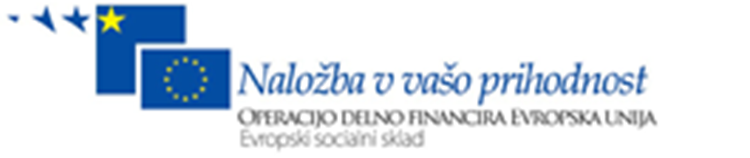 Naložba v vašo prihodnost
OPERACIJO DELNO FINANCIRA EVROPSKA UNIJA
Evropski socialni sklad